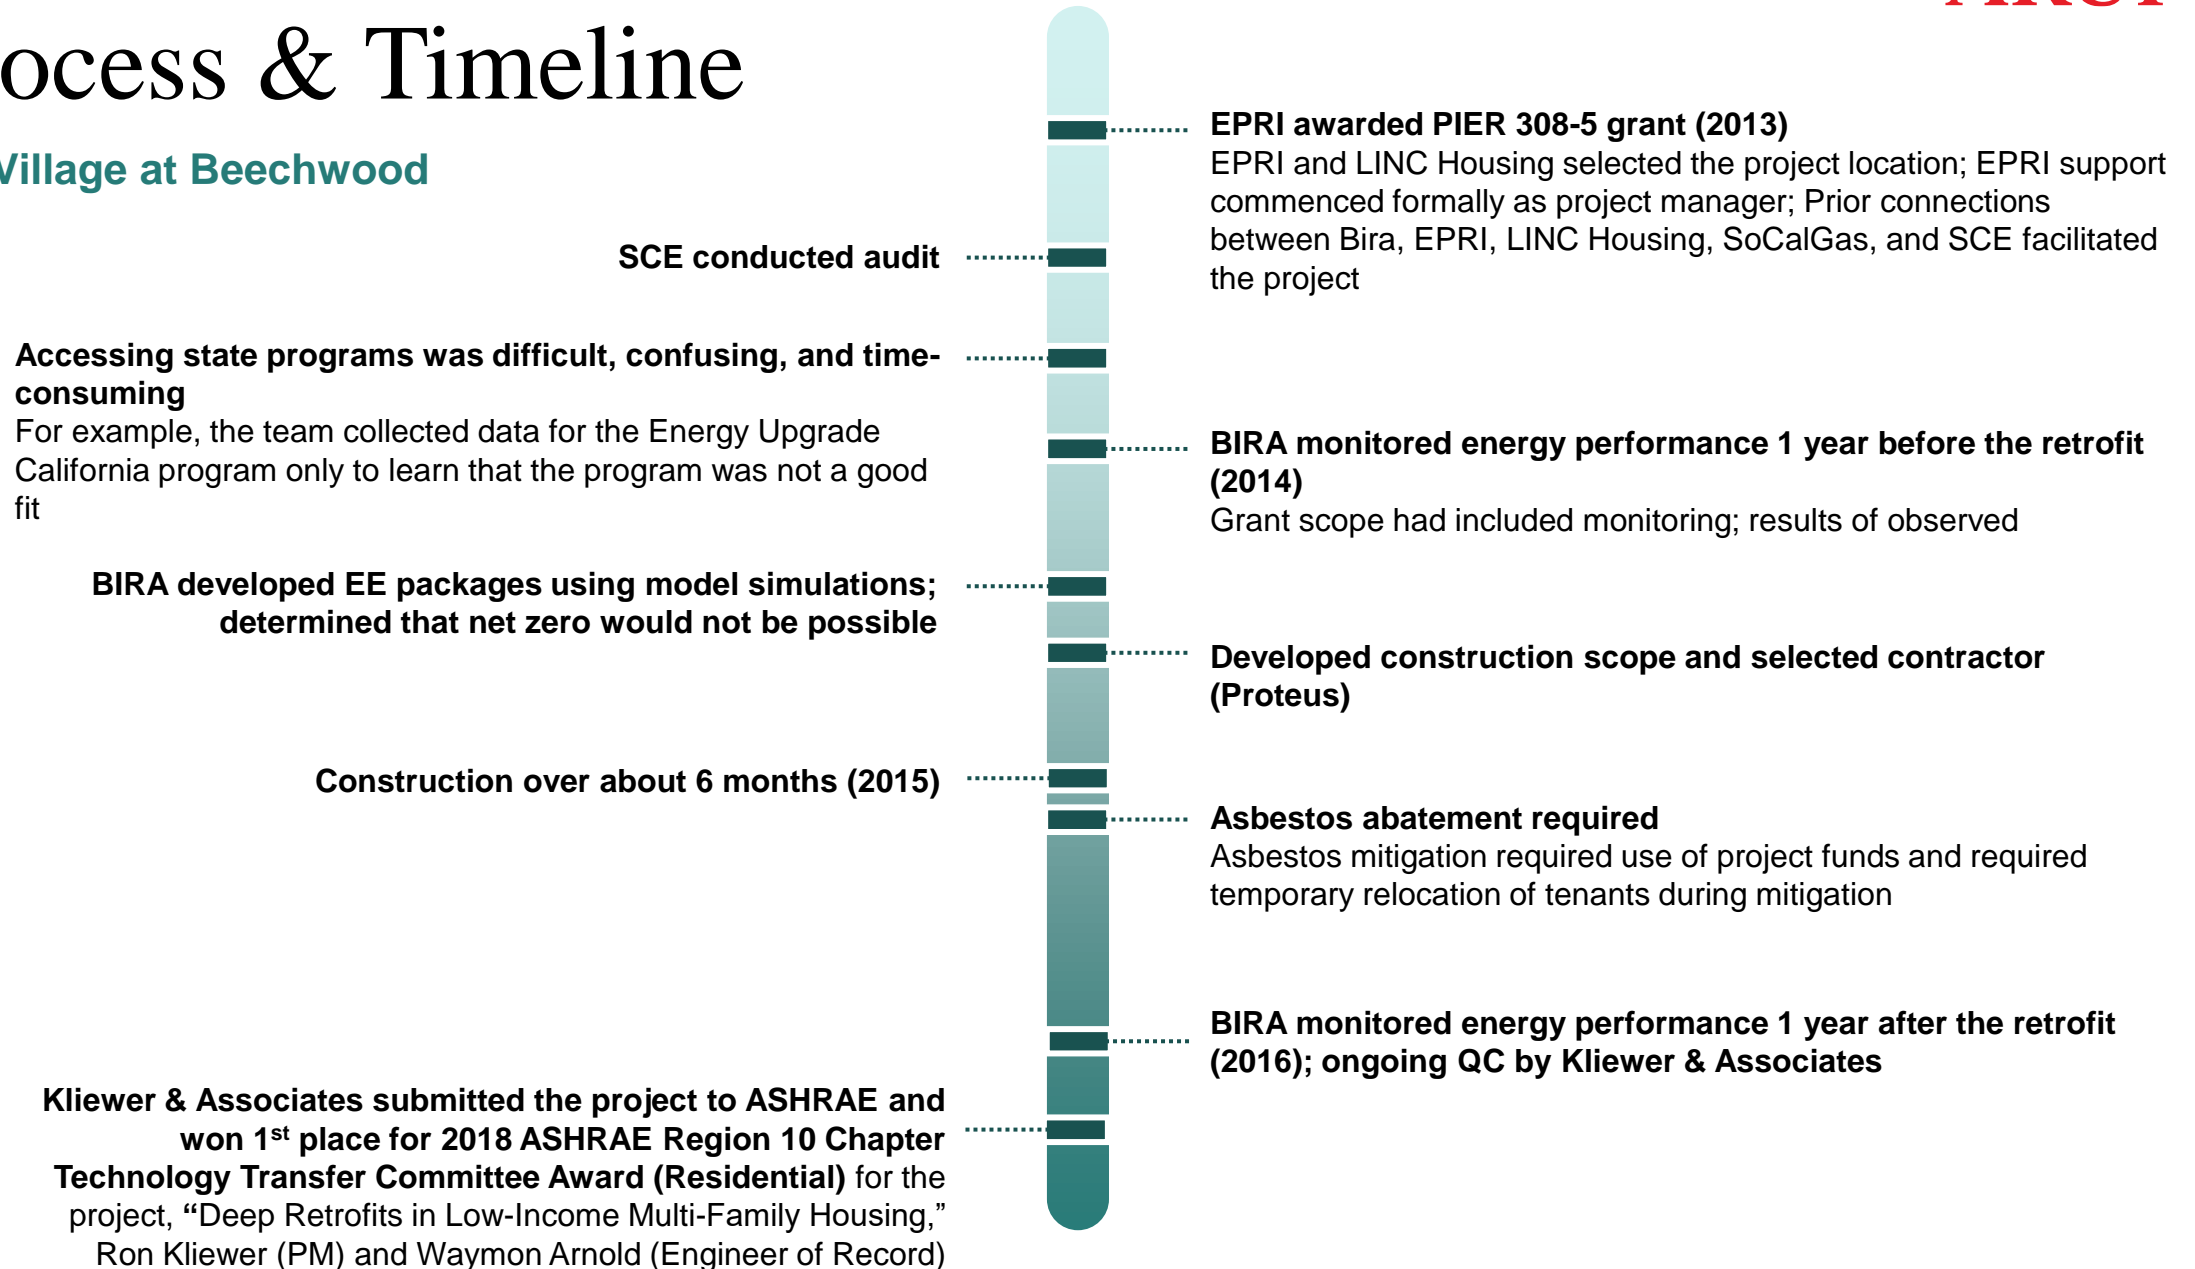 ocess & Timeline
Village at Beechwood
EPRI awarded PIER 308-5 grant (2013)
EPRI and LINC Housing selected the project location; EPRI support
commenced formally as project manager; Prior connections
between Bira, EPRI, LINC Housing, SoCalGas, and SCE facilitated
the project
SCE conducted audit
Accessing state programs was difficult, confusing, and time-
consuming
For example, the team collected data for the Energy Upgrade
California program only to learn that the program was not a good
fit
BIRA monitored energy performance 1 year before the retrofit
(2014)
Grant scope had included monitoring; results of observed
BIRA developed EE packages using model simulations;
determined that net zero would not be possible
Developed construction scope and selected contractor
(Proteus)
Construction over about 6 months (2015)
Asbestos abatement required
Asbestos mitigation required use of project funds and required
temporary relocation of tenants during mitigation
BIRA monitored energy performance 1 year after the retrofit
(2016); ongoing QC by Kliewer & Associates
Kliewer & Associates submitted the project to ASHRAE and
won 1st place for 2018 ASHRAE Region 10 Chapter
Technology Transfer Committee Award (Residential) for the
project, “Deep Retrofits in Low-Income Multi-Family Housing,”
Ron Kliewer (PM) and Waymon Arnold (Engineer of Record)